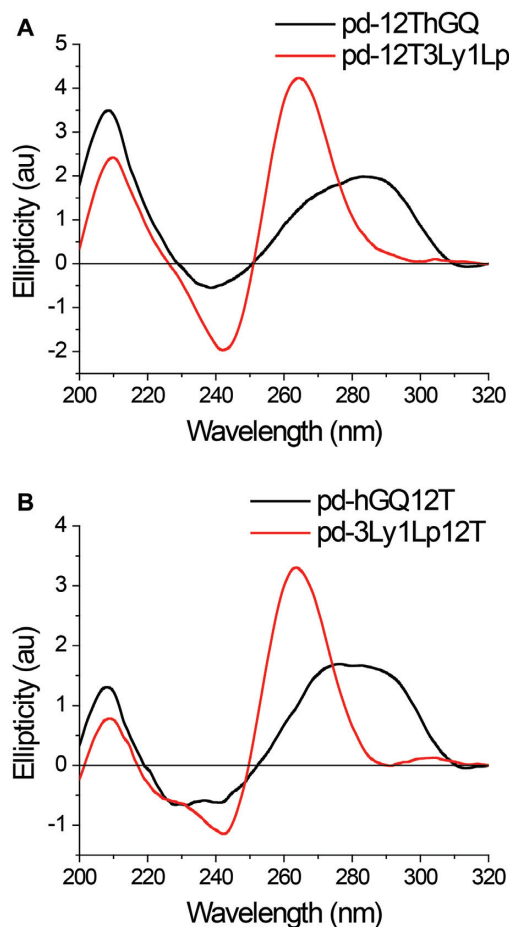 A
pd-12ThGQ
pd-12T3Ly1Lp
Ellipticity (au)
5
4
3
2
1
0
-1
-2
200 220 240 260 280 300 320
Wavelength (nm)
B
pd-hGQ12T
pd-3Ly1Lp12T
Ellipticity (au)
4
3
2
1
0
-1
200 220 240 260 280 300 320
Wavelength (nm)